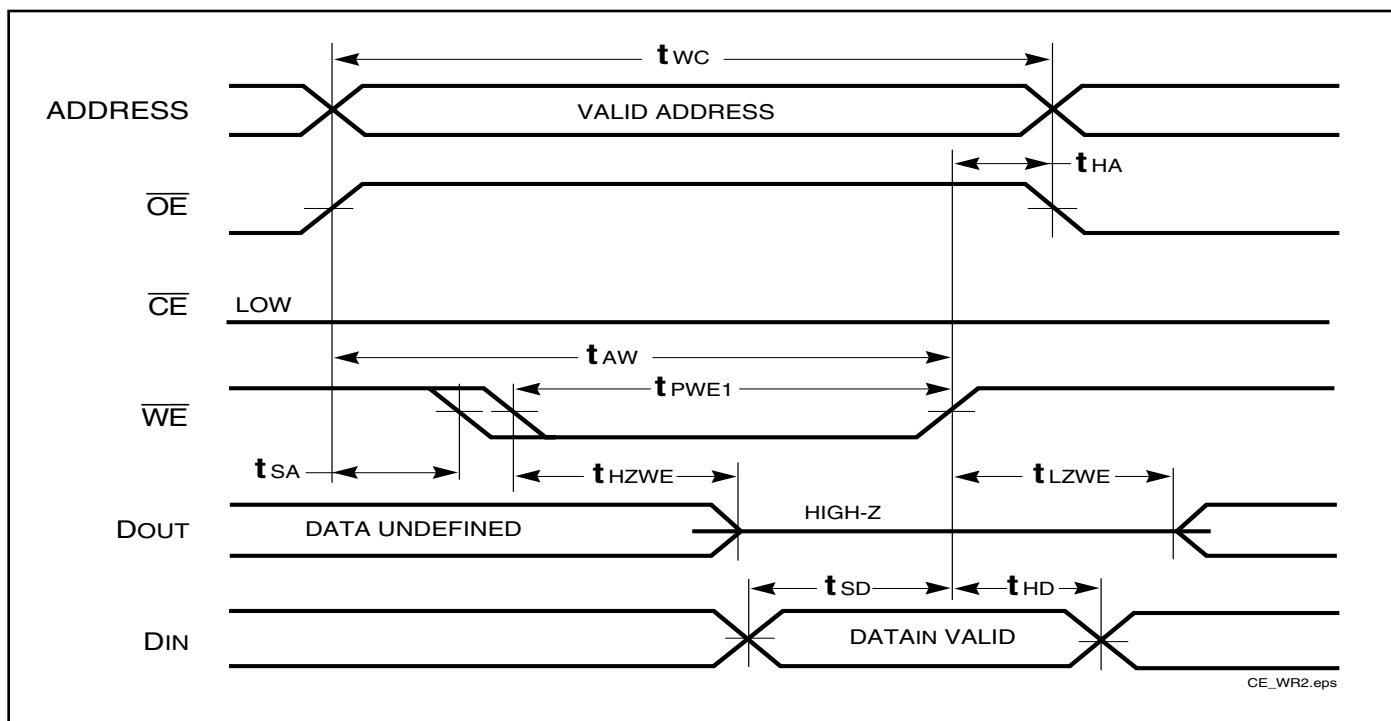 tWC
ADDRESS
VALID ADDRESS
tHA
OE
CE
LOW
tAW
tPWE1
WE
tSA
tHZWE
tLZWE
DOUT
DATA UNDEFINED
HIGH-Z
tSD
tHD
DIN
DATAIN VALID
CE_WR2.eps